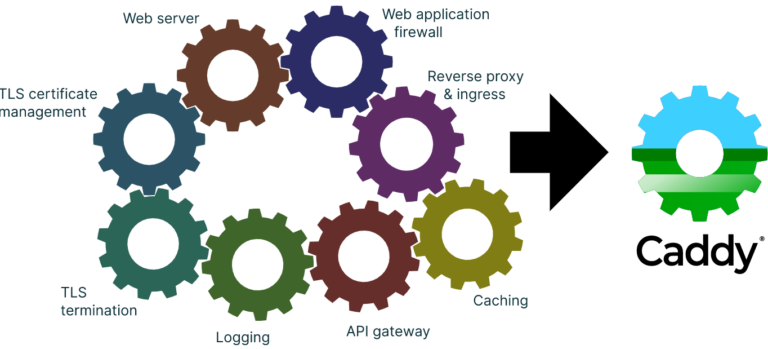 Web server
Web application
firewall
TLS certificate
management
Reverse proxy
& ingress
TLS
termination
Caching
Logging
API gateway
Caddy®